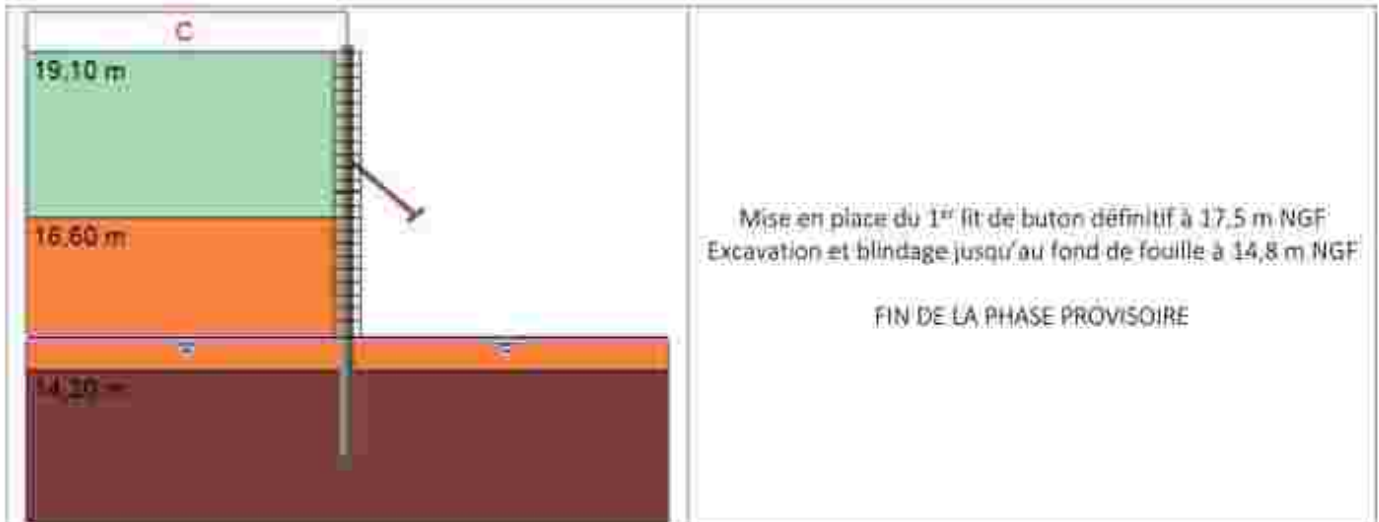 C
19,10 m
16,60 m
14,20 m
Mise en place du 1er lit de buton définitif à 17,5 m NGF
Excavation et blindage jusqu'au fond de fouille à 14,8 m NGF
FIN DE LA PHASE PROVISOIRE